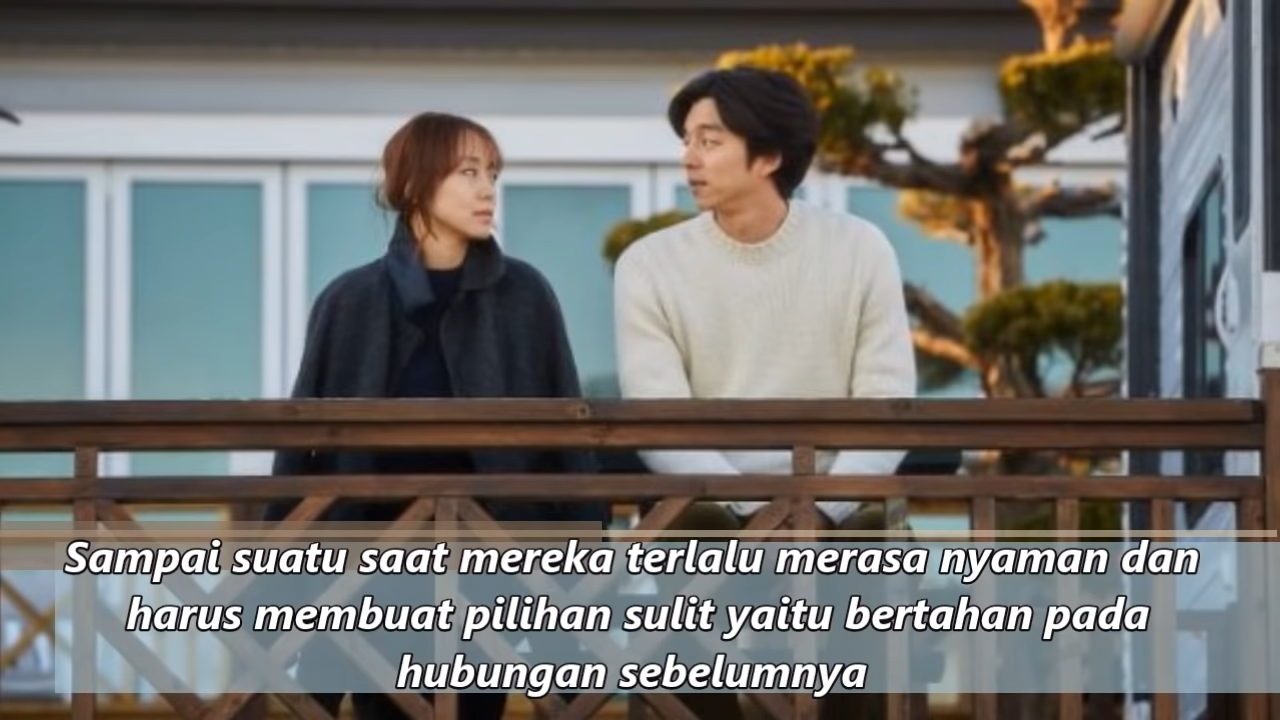 Sampai suatu saat mereka terlalu merasa nyaman dan
harus membuat pilihan sulit yaitu bertahan pada
hubungan sebelumnya